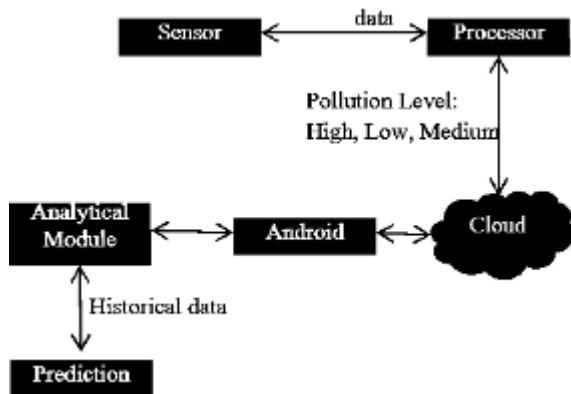 Sensor
data
Processor
Pollution Level:
High, Low, Medium
Analytical
Module
Android
Cloud
Historical data
Prediction